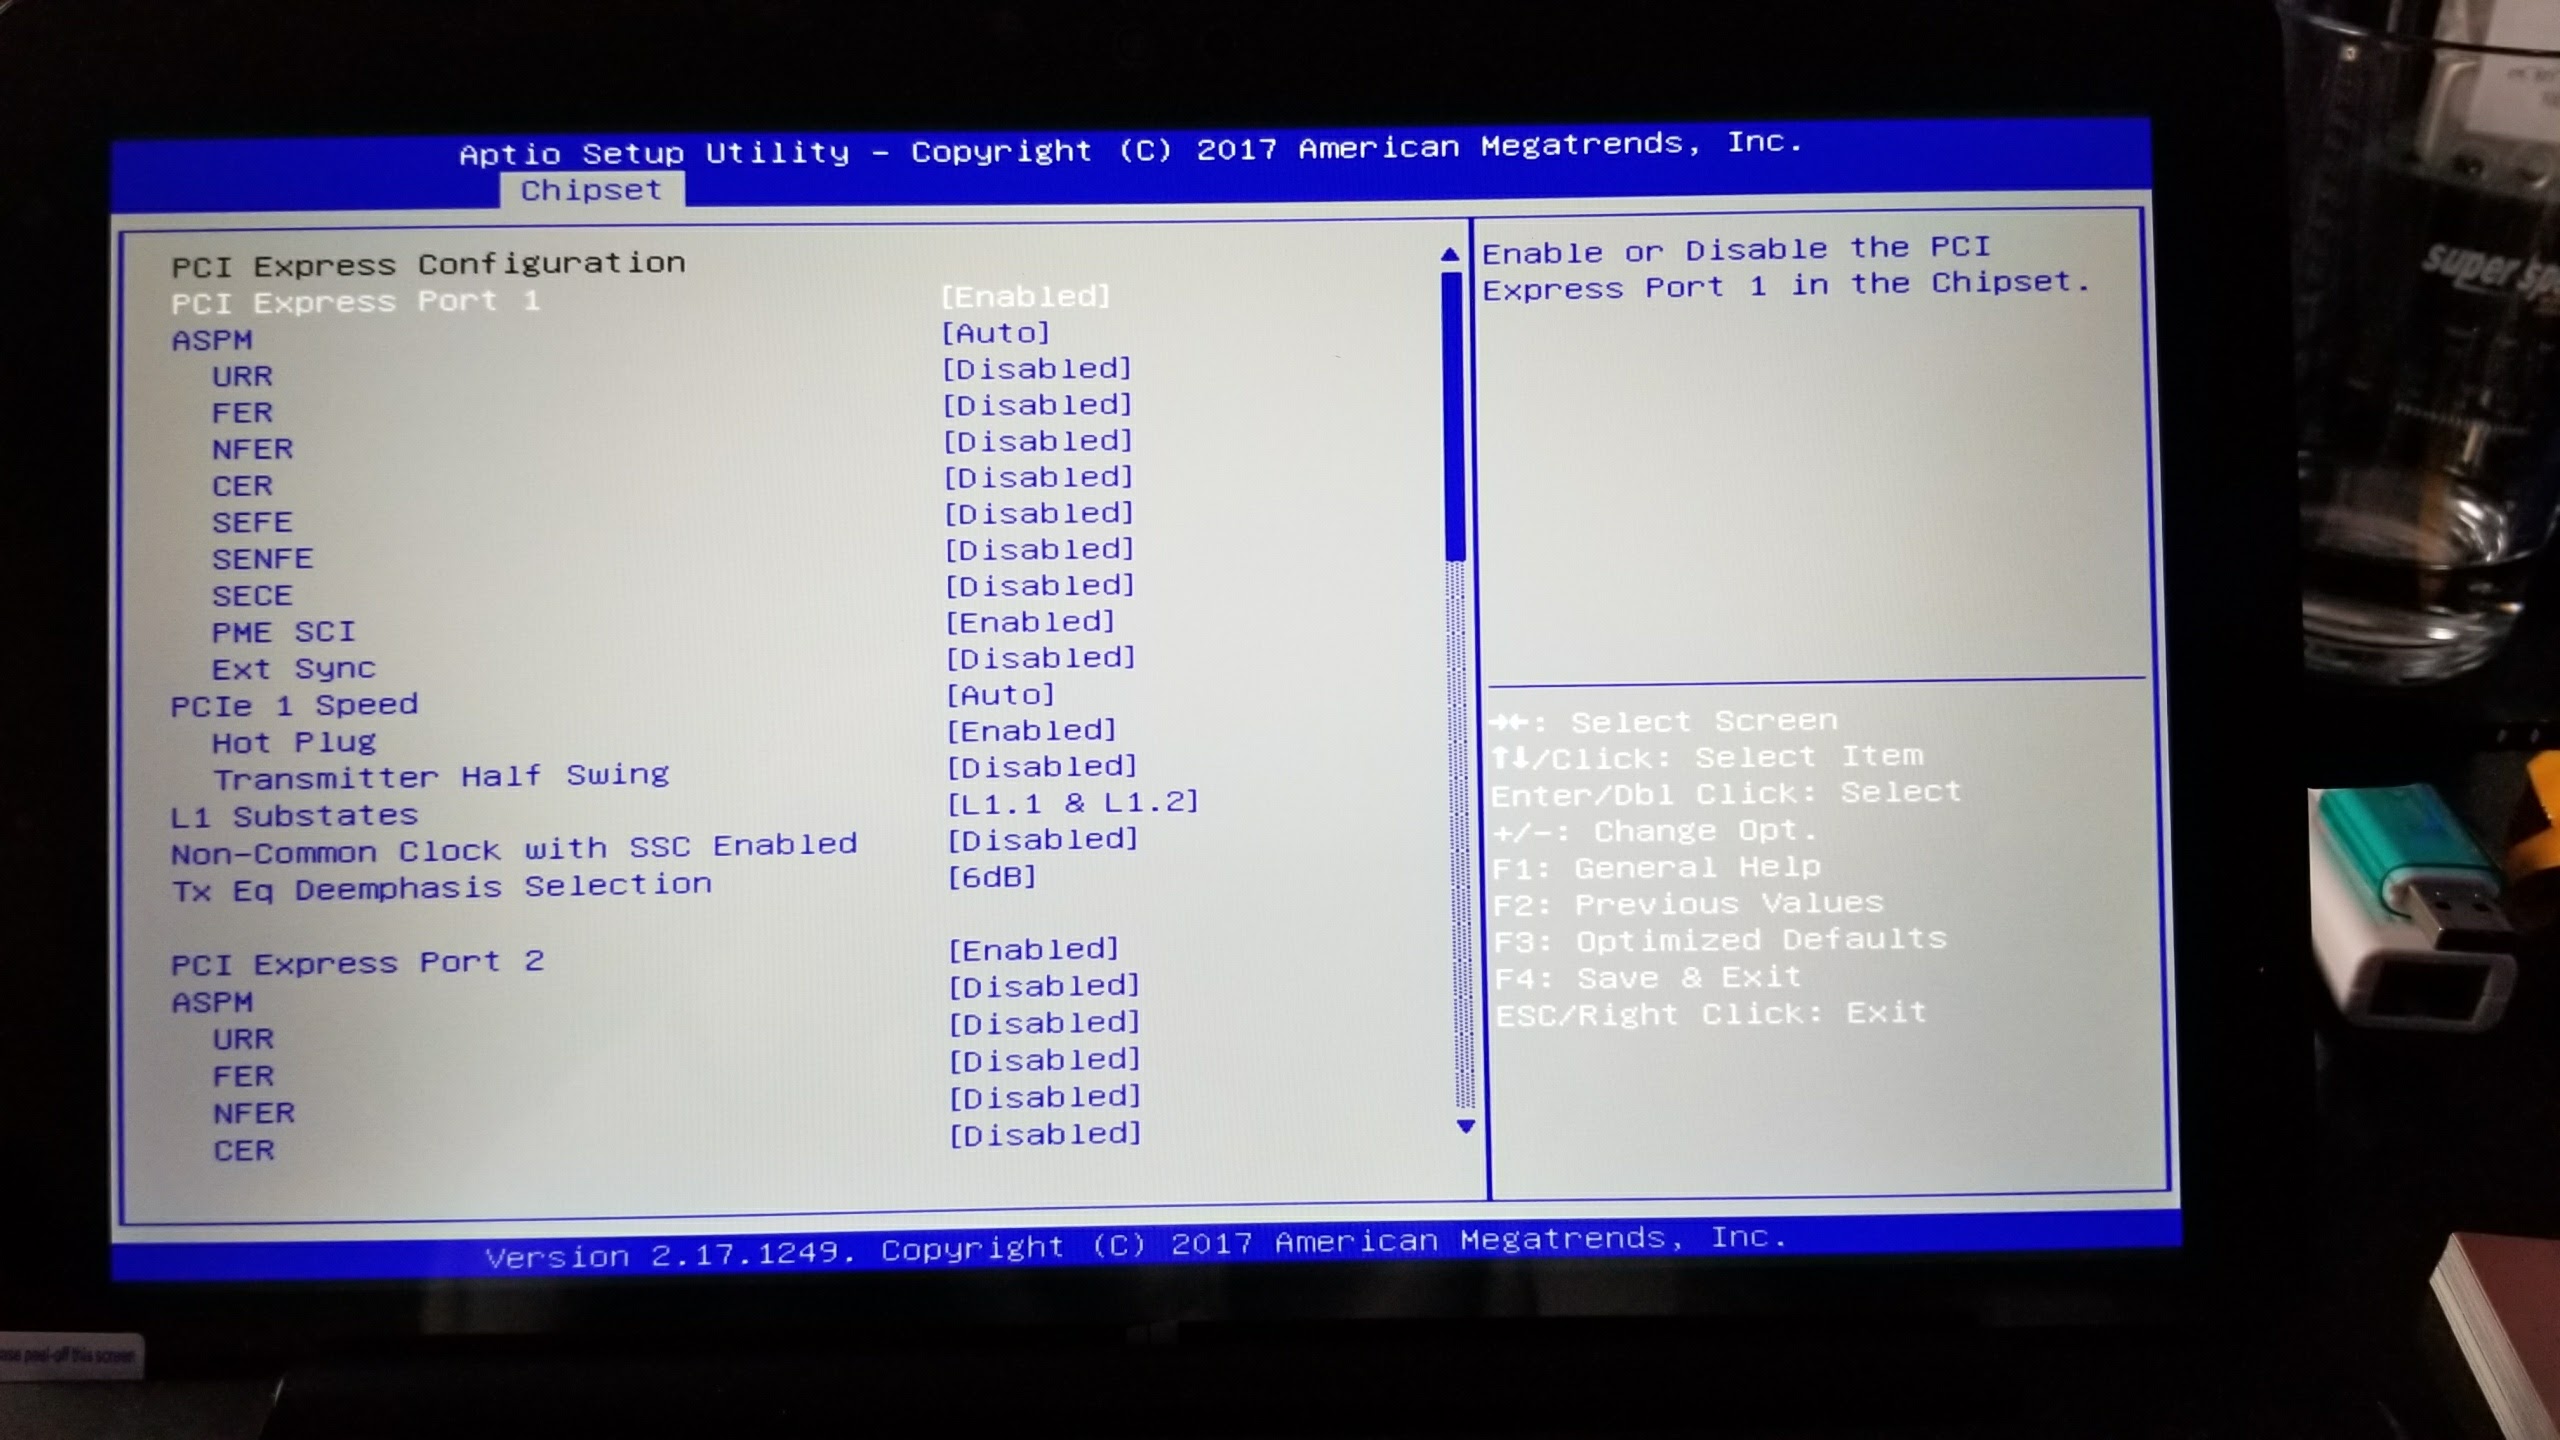 Aptio Setup Utility – Copyright (C) 2017 American Megatrends, Inc.
Chipset
PCI Express Configuration
PCI Express Port 1 [Enabled]
ASPM [Auto]
URR [Disabled]
FER [Disabled]
NFER [Disabled]
CER [Disabled]
SEFE [Disabled]
SENFE [Disabled]
SECE [Disabled]
PME SCI [Enabled]
Ext Sync [Disabled]
PCIe 1 Speed [Auto]
Hot Plug [Enabled]
Transmitter Half Swing [Disabled]
L1 Substates [L1.1 & L1.2]
Non-Common Clock with SSC Enabled [Disabled]
Tx Eq Deemphasis Selection [6dB]
PCI Express Port 2 [Enabled]
ASPM [Disabled]
URR [Disabled]
FER [Disabled]
NFER [Disabled]
CER [Disabled]
Enable or Disable the PCI
Express Port 1 in the Chipset.
→←: Select Screen
↑↓/Click: Select Item
Enter/Dbl Click: Select
+/-: Change Opt.
F1: General Help
F2: Previous Values
F3: Optimized Defaults
F4: Save & Exit
ESC/Right Click: Exit
Version 2.17.1249. Copyright (C) 2017 American Megatrends, Inc.
peel-off this screen
super